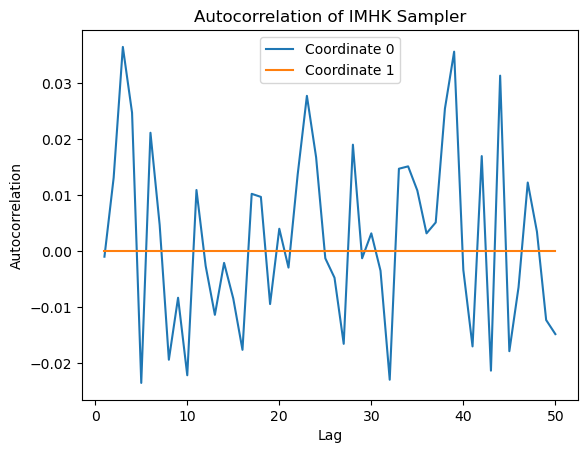 Autocorrelation of IMHK Sampler
Coordinate 0
Coordinate 1
Autocorrelation
0.03
0.02
0.01
0.00
−0.01
−0.02
0
10
20
30
40
50
Lag